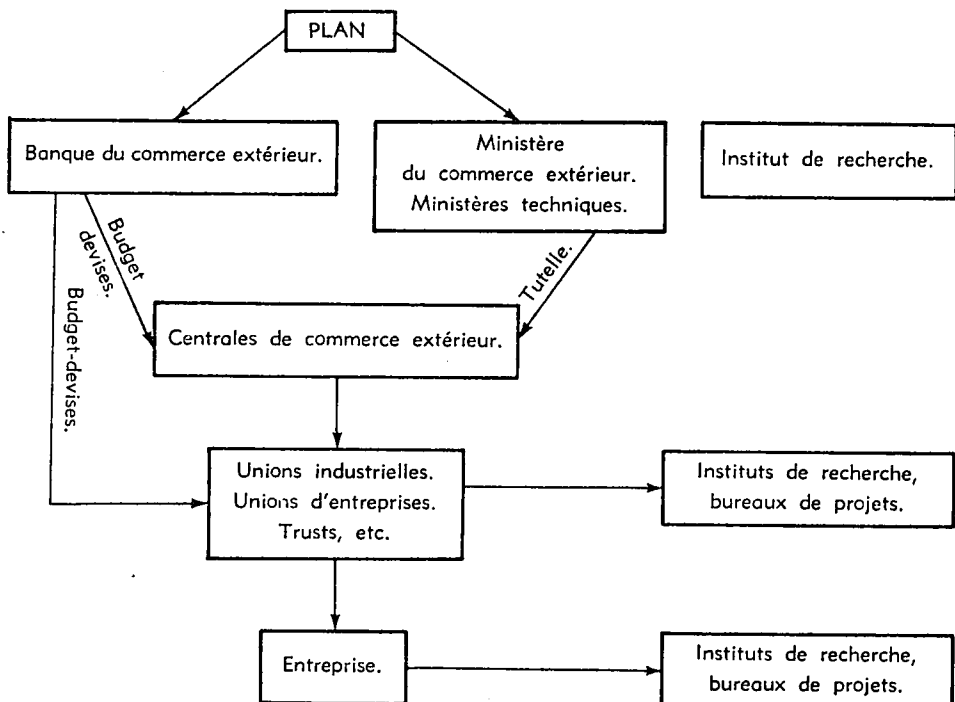 PLAN
Banque du commerce extérieur.
Ministère
du commerce extérieur.
Ministères techniques.
Institut de recherche.
Budget
devises.
Budget-devises.
Tutelle.
Centrales de commerce extérieur.
Unions industrielles.
Unions d'entreprises.
Trusts, etc.
Instituts de recherche,
bureaux de projets.
Entreprise.
Instituts de recherche,
bureaux de projets.